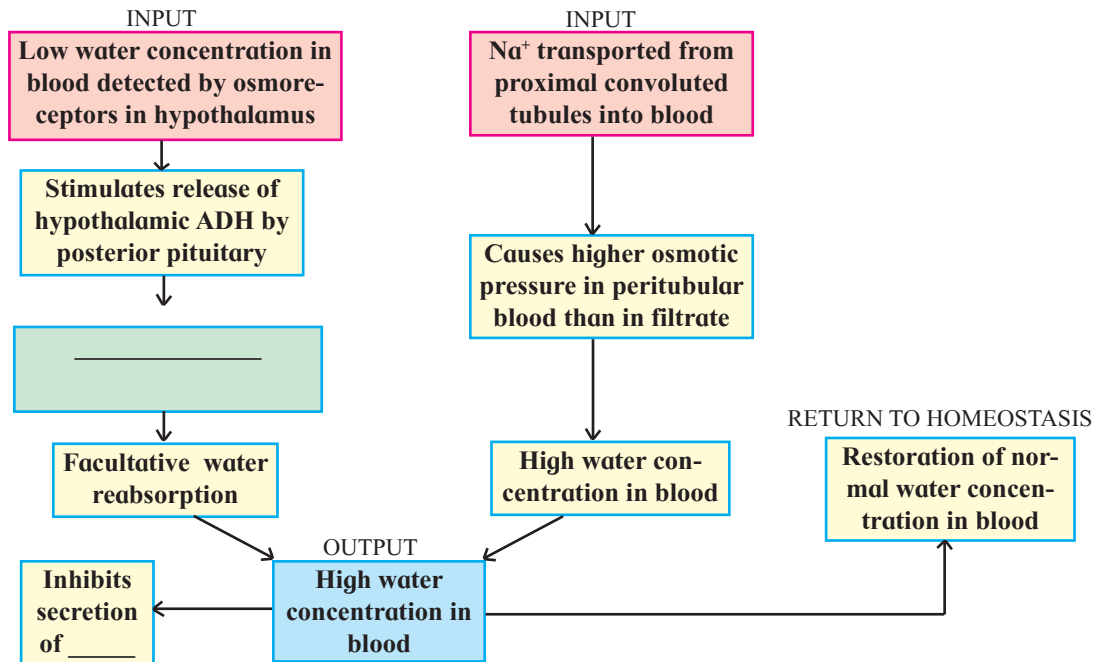 INPUT
Low water concentration in
blood detected by osmore-
ceptors in hypothalamus
Stimulates release of
hypothalamic ADH by
posterior pituitary
Facultative water
reabsorption
INPUT
Na⁺ transported from
proximal convoluted
tubules into blood
Causes higher osmotic
pressure in peritubular
blood than in filtrate
High water con-
centration in blood
OUTPUT
High water
concentration in
blood
Inhibits
secretion
of _____
RETURN TO HOMEOSTASIS
Restoration of nor-
mal water concen-
tration in blood